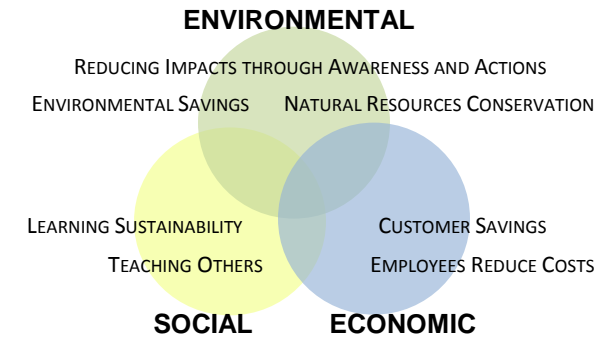 ENVIRONMENTAL
REDUCING IMPACTS THROUGH AWARENESS AND ACTIONS
ENVIRONMENTAL SAVINGS NATURAL RESOURCES CONSERVATION
LEARNING SUSTAINABILITY CUSTOMER SAVINGS
TEACHING OTHERS EMPLOYEES REDUCE COSTS
SOCIAL ECONOMIC